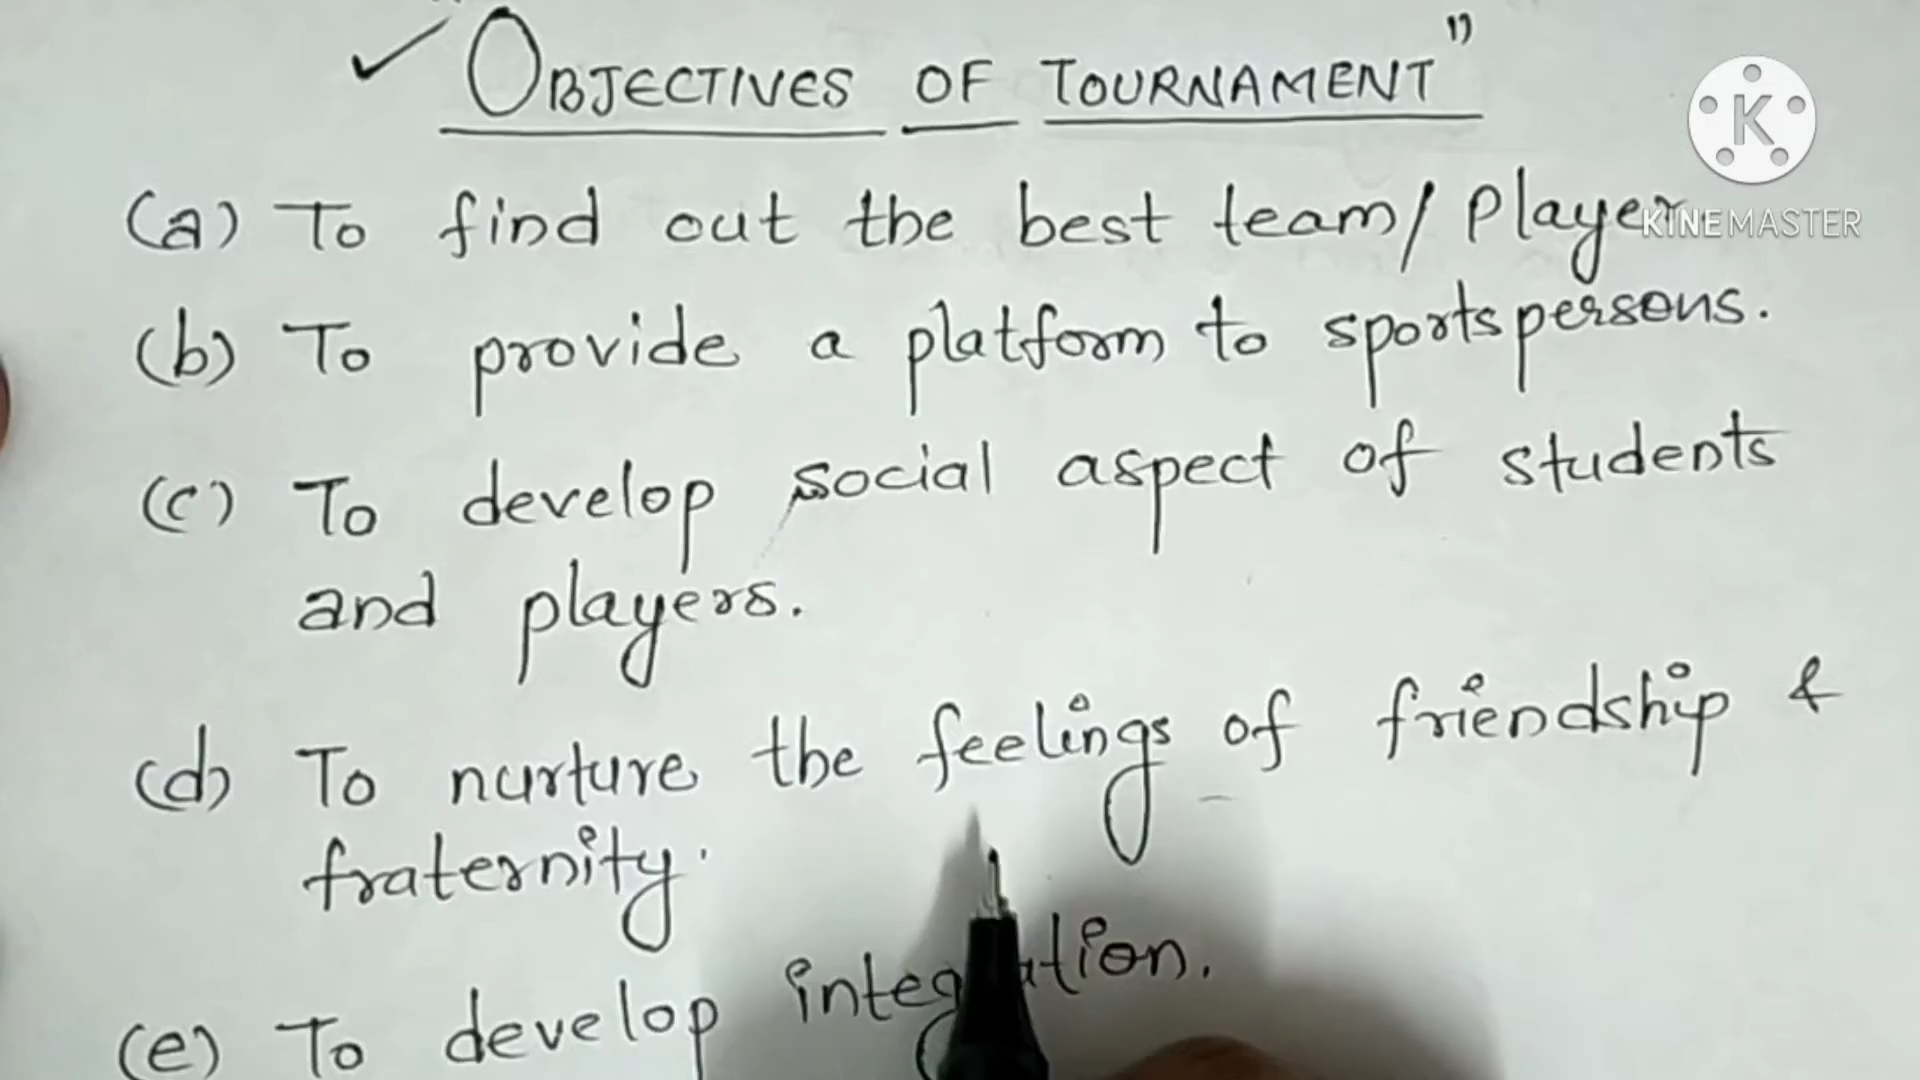 ✓ "OBJECTIVES OF TOURNAMENT"
K
KINEMASTER
(a) To find out the best team/Player.
(b) To provide a platform to sportspersons.
(c) To develop social aspect of students
and players.
(d) To nurture the feelings of friendship &
fraternity.
(e) To develop integration.